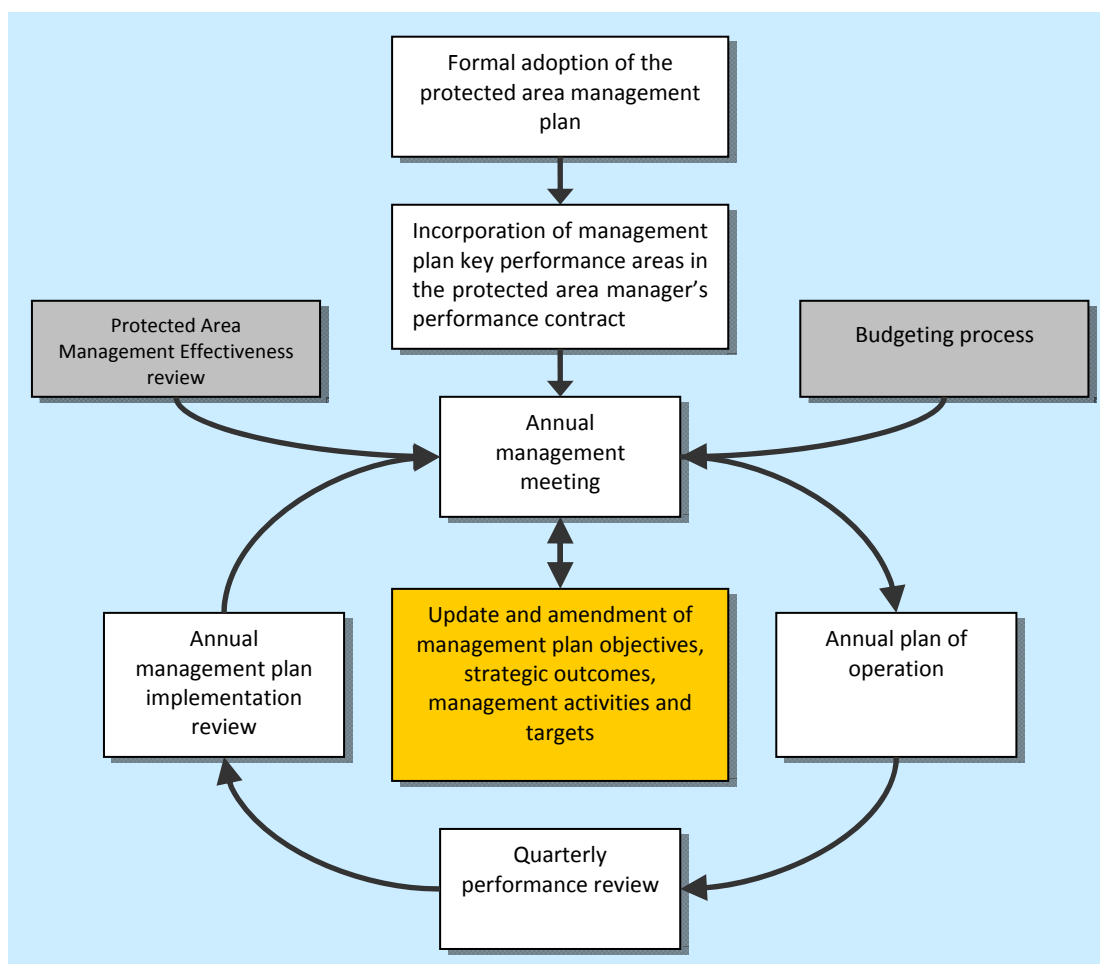 Formal adoption of the
protected area management
plan
Incorporation of management
plan key performance areas in
the protected area manager’s
performance contract
Protected Area
Management Effectiveness
review
Budgeting process
Annual
management
meeting
Annual
management plan
implementation
review
Update and amendment of
management plan objectives,
strategic outcomes,
management activities and
targets
Annual plan of
operation
Quarterly
performance review